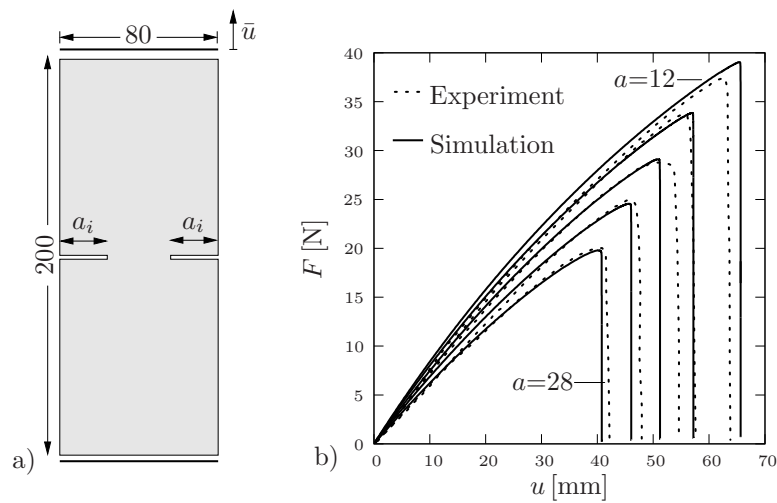 80
ū
200
a_i
a_i
a)
F [N]
40
35
30
25
20
15
10
5
0
Experiment
Simulation
a=12
a=28
0 10 20 30 40 50 60 70
u [mm]
b)